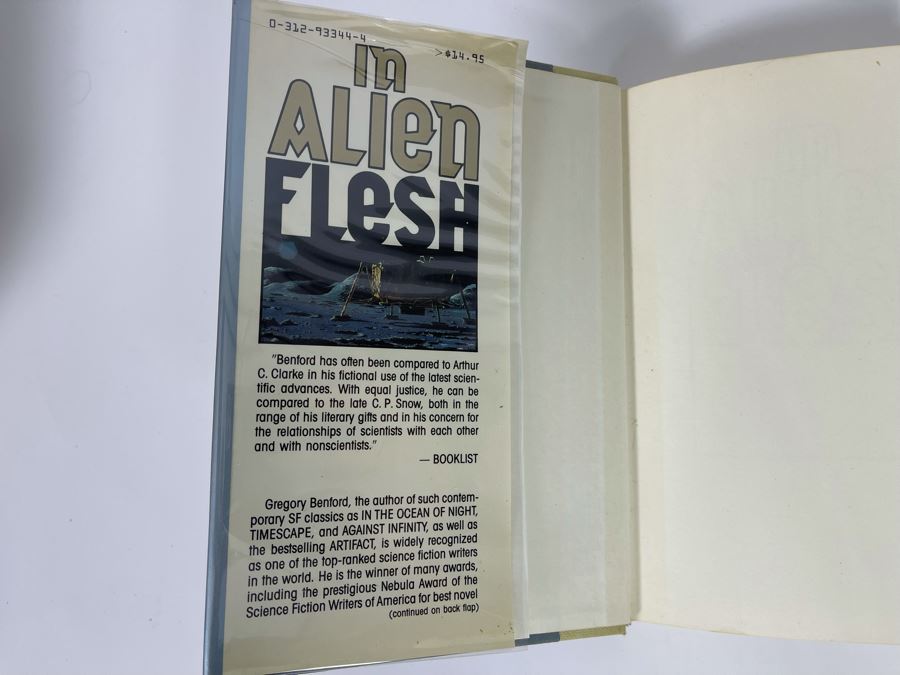 0-312-93344-4
>$14.95
In
Alien
Flesh
"Benford has often been compared to Arthur
C. Clarke in his fictional use of the latest scien-
tific advances. With equal justice, he can be
compared to the late C. P. Snow, both in the
range of his literary gifts and in his concern for
the relationships of scientists with each other
and with nonscientists."
— BOOKLIST
Gregory Benford, the author of such contem-
porary SF classics as IN THE OCEAN OF NIGHT,
TIMESCAPE, and AGAINST INFINITY, as well as
the bestselling ARTIFACT, is widely recognized
as one of the top-ranked science fiction writers
in the world. He is the winner of many awards,
including the prestigious Nebula Award of the
Science Fiction Writers of America for best novel
(continued on back flap)